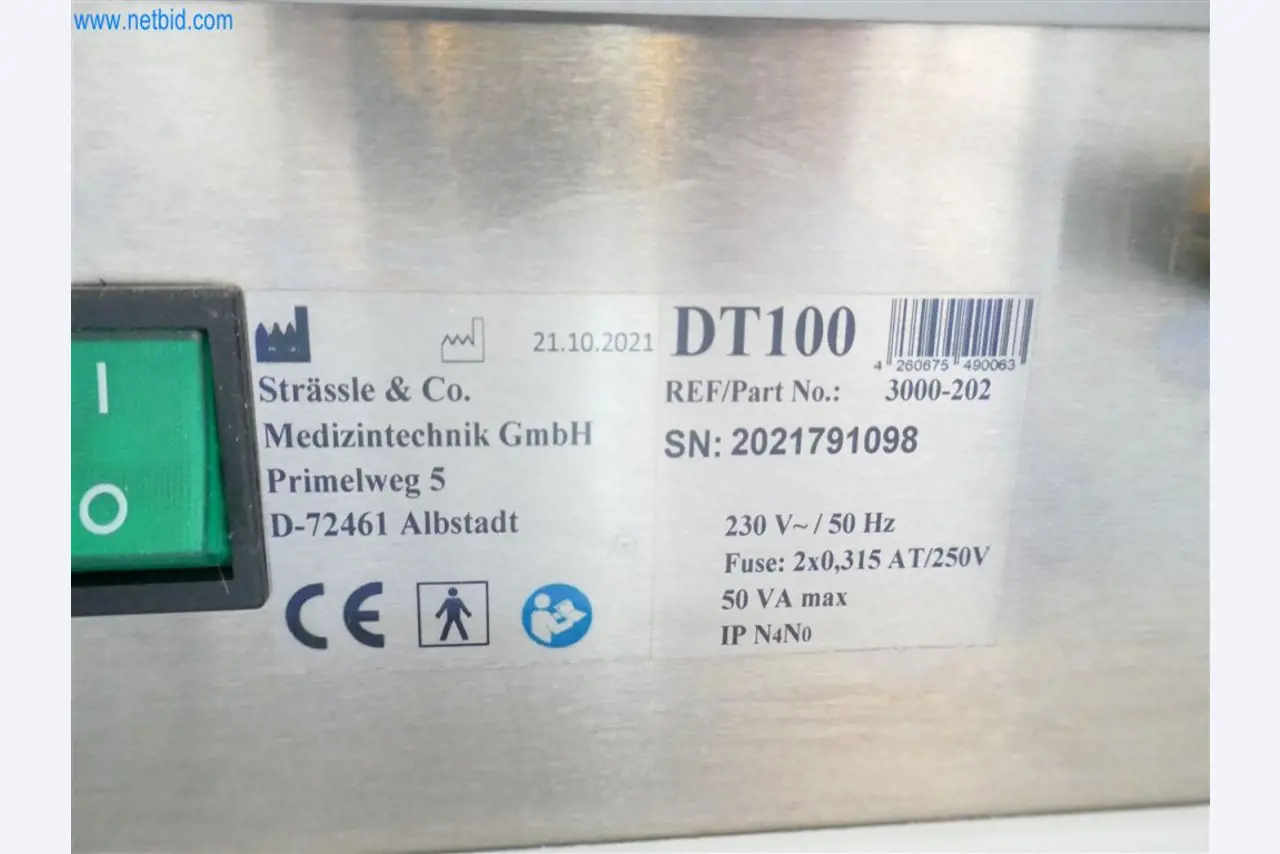 www.netbid.com
I
O
21.10.2021
Strässle & Co.
Medizintechnik GmbH
Primelweg 5
D-72461 Albstadt
CE
DT100
4 260675 490063
REF/Part No.: 3000-202
SN: 2021791098
230 V~ / 50 Hz
Fuse: 2x0,315 AT/250V
50 VA max
IP N4N0